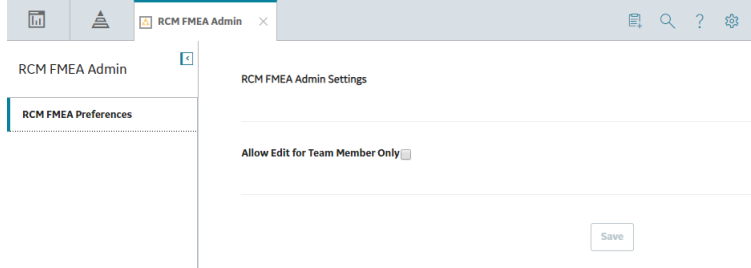 RCM FMEA Admin
RCM FMEA Admin
RCM FMEA Preferences
RCM FMEA Admin Settings
Allow Edit for Team Member Only
Save